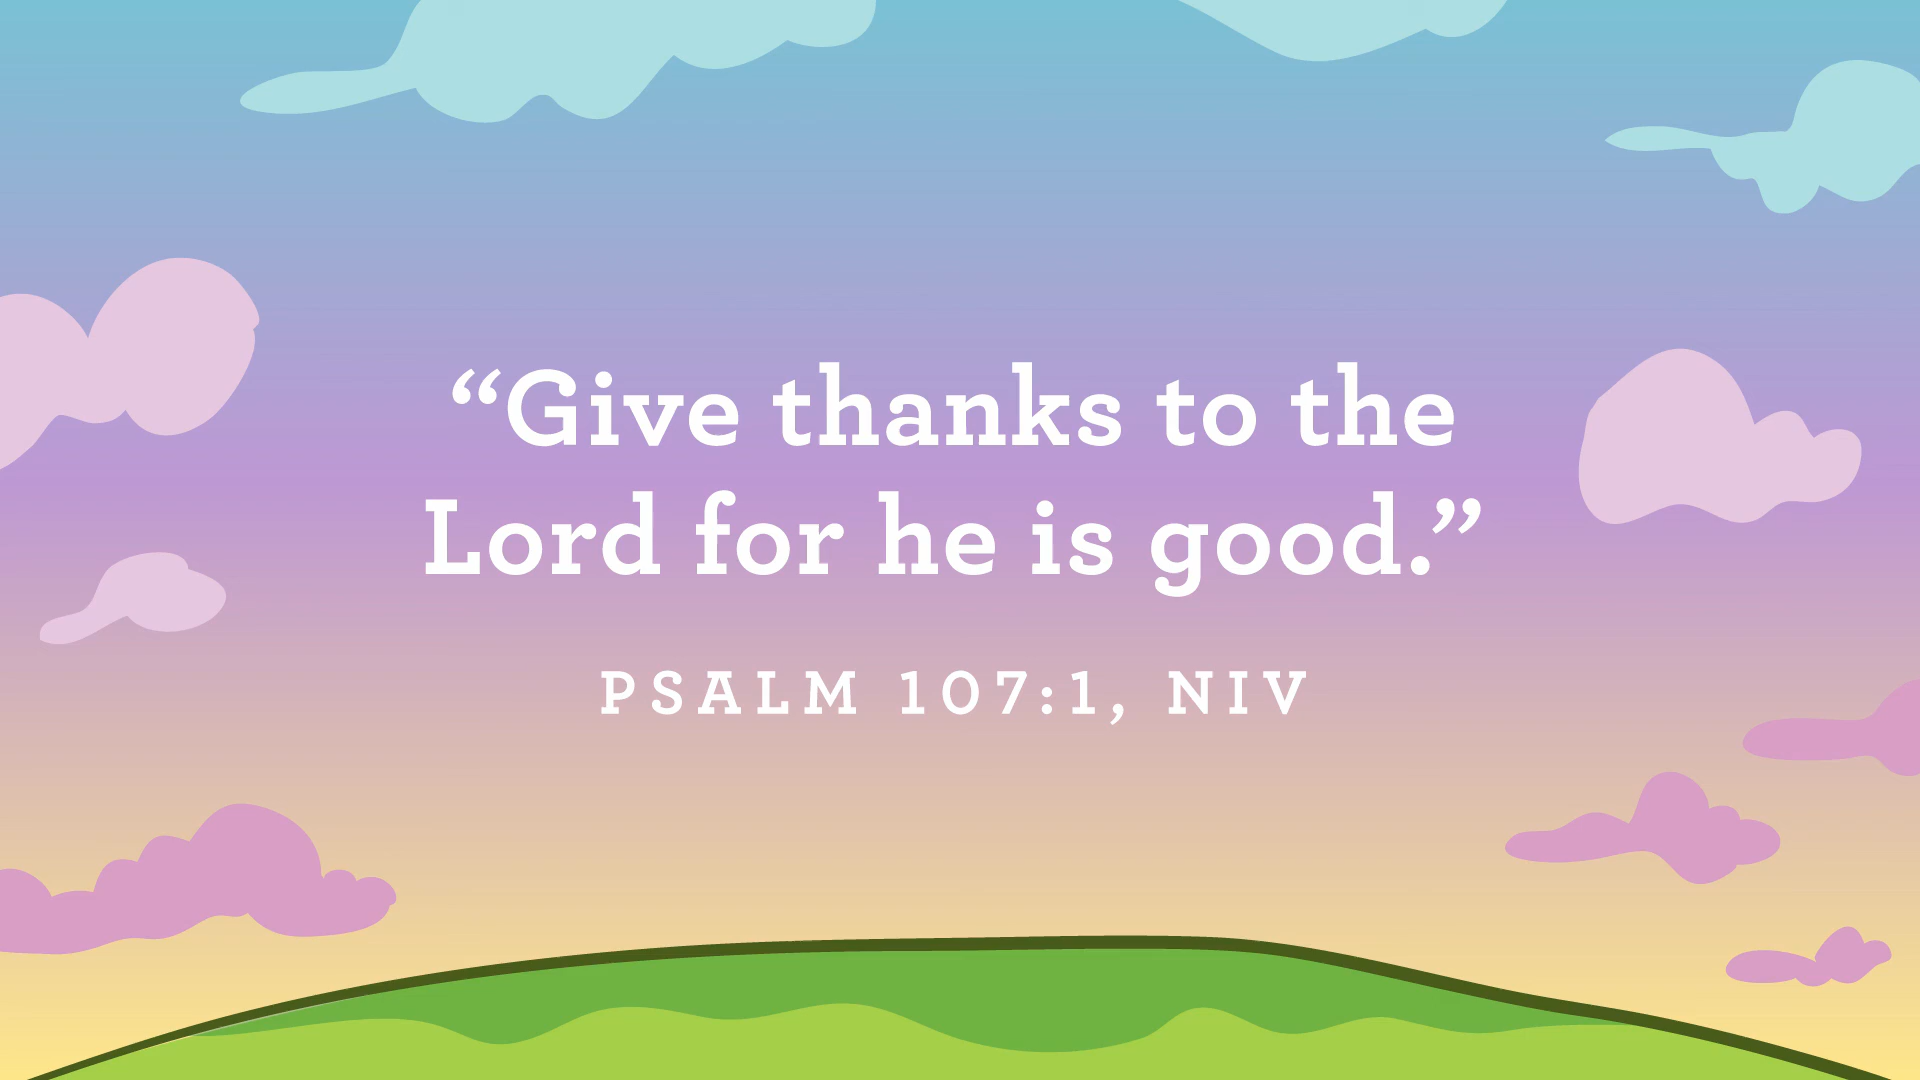 “Give thanks to the
Lord for he is good.”
PSALM 107:1, NIV